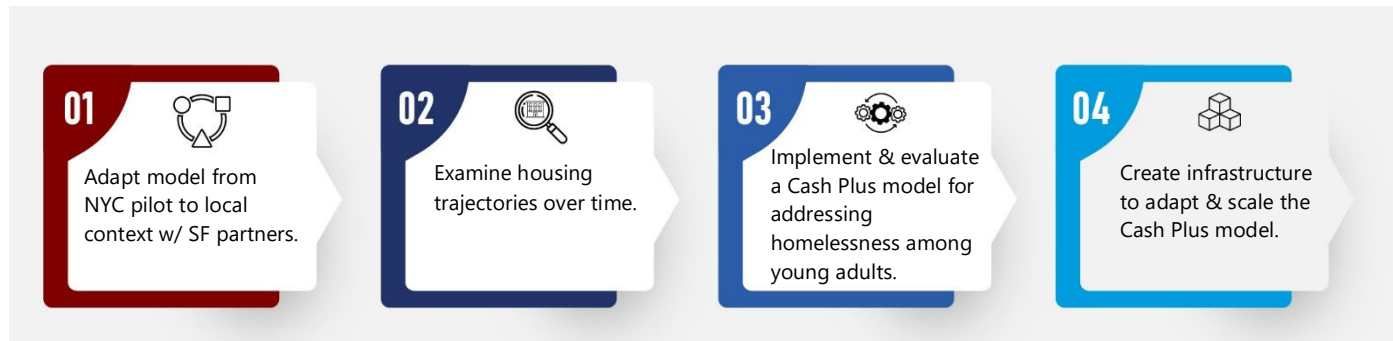 01
Adapt model from
NYC pilot to local
context w/ SF partners.
02
Examine housing
trajectories over time.
03
Implement & evaluate
a Cash Plus model for
addressing
homelessness among
young adults.
04
Create infrastructure
to adapt & scale the
Cash Plus model.